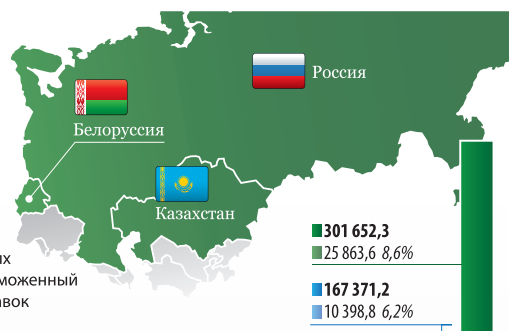 Россия
Белоруссия
Казахстан
301 652,3
25 863,6 8,6%
167 371,2
10 398,8 6,2%